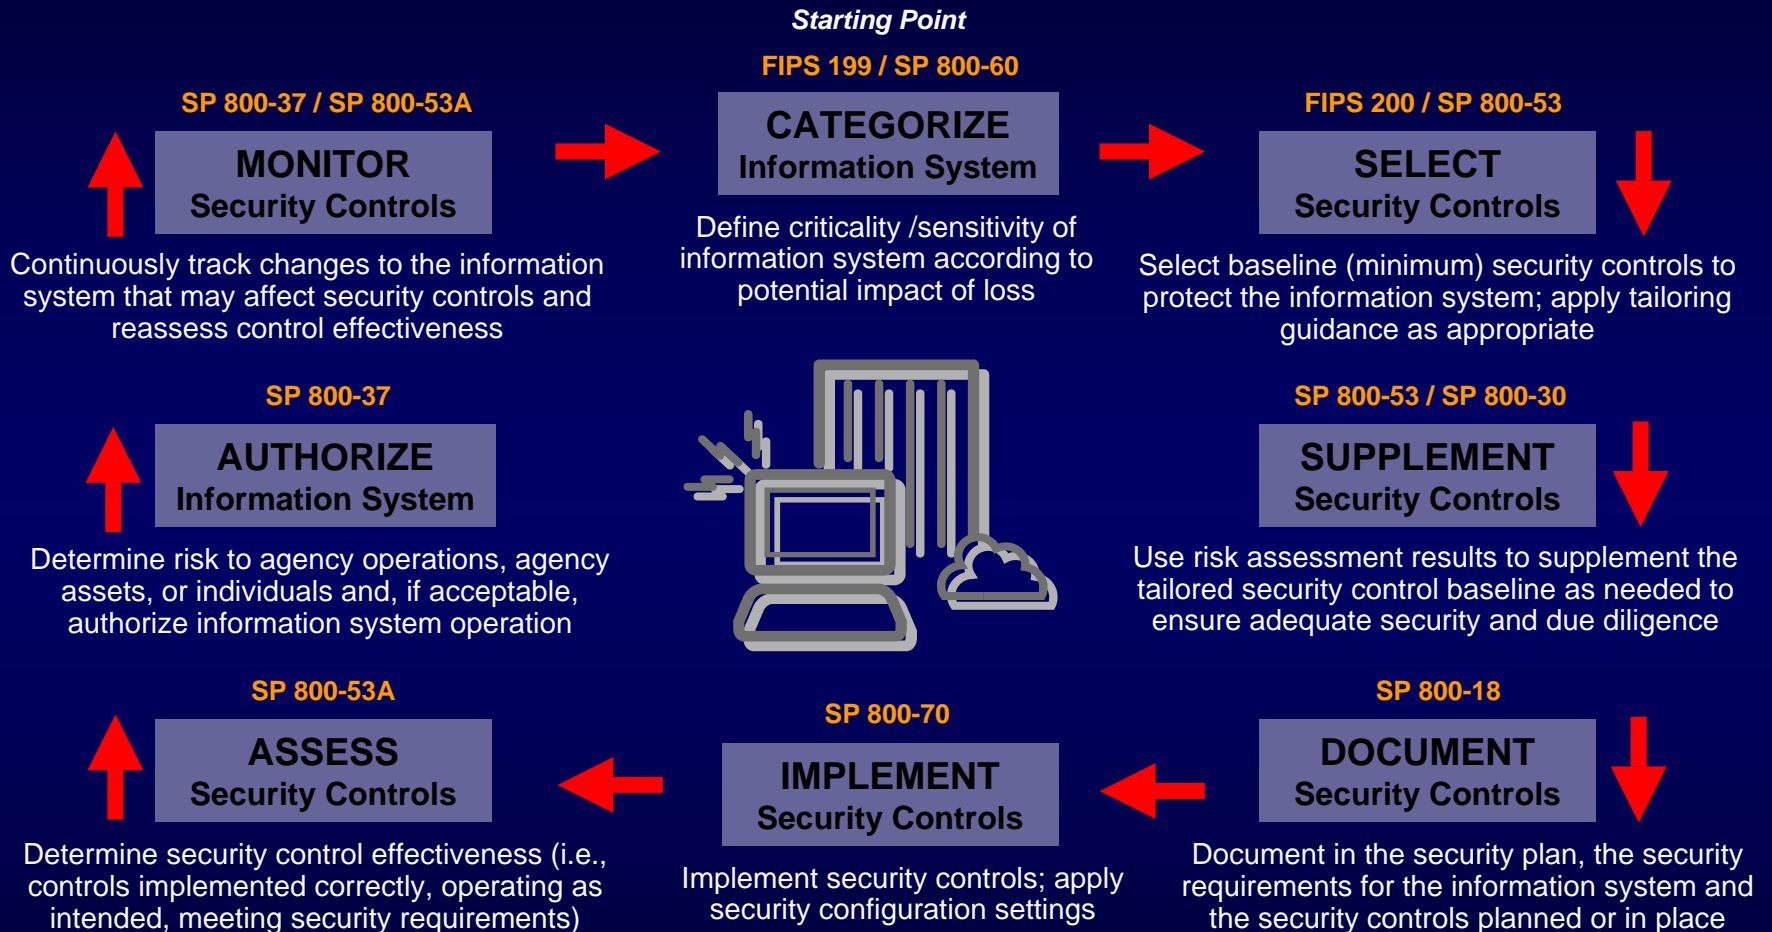 Starting Point
FIPS 199 / SP 800-60
CATEGORIZE
Information System
Define criticality /sensitivity of
information system according to
potential impact of loss
FIPS 200 / SP 800-53
SELECT
Security Controls
Select baseline (minimum) security controls to
protect the information system; apply tailoring
guidance as appropriate
SP 800-53 / SP 800-30
SUPPLEMENT
Security Controls
Use risk assessment results to supplement the
tailored security control baseline as needed to
ensure adequate security and due diligence
SP 800-18
DOCUMENT
Security Controls
Document in the security plan, the security
requirements for the information system and
the security controls planned or in place
SP 800-70
IMPLEMENT
Security Controls
Implement security controls; apply
security configuration settings
SP 800-53A
ASSESS
Security Controls
Determine security control effectiveness (i.e.,
controls implemented correctly, operating as
intended, meeting security requirements)
SP 800-37
AUTHORIZE
Information System
Determine risk to agency operations, agency
assets, or individuals and, if acceptable,
authorize information system operation
SP 800-37 / SP 800-53A
MONITOR
Security Controls
Continuously track changes to the information
system that may affect security controls and
reassess control effectiveness